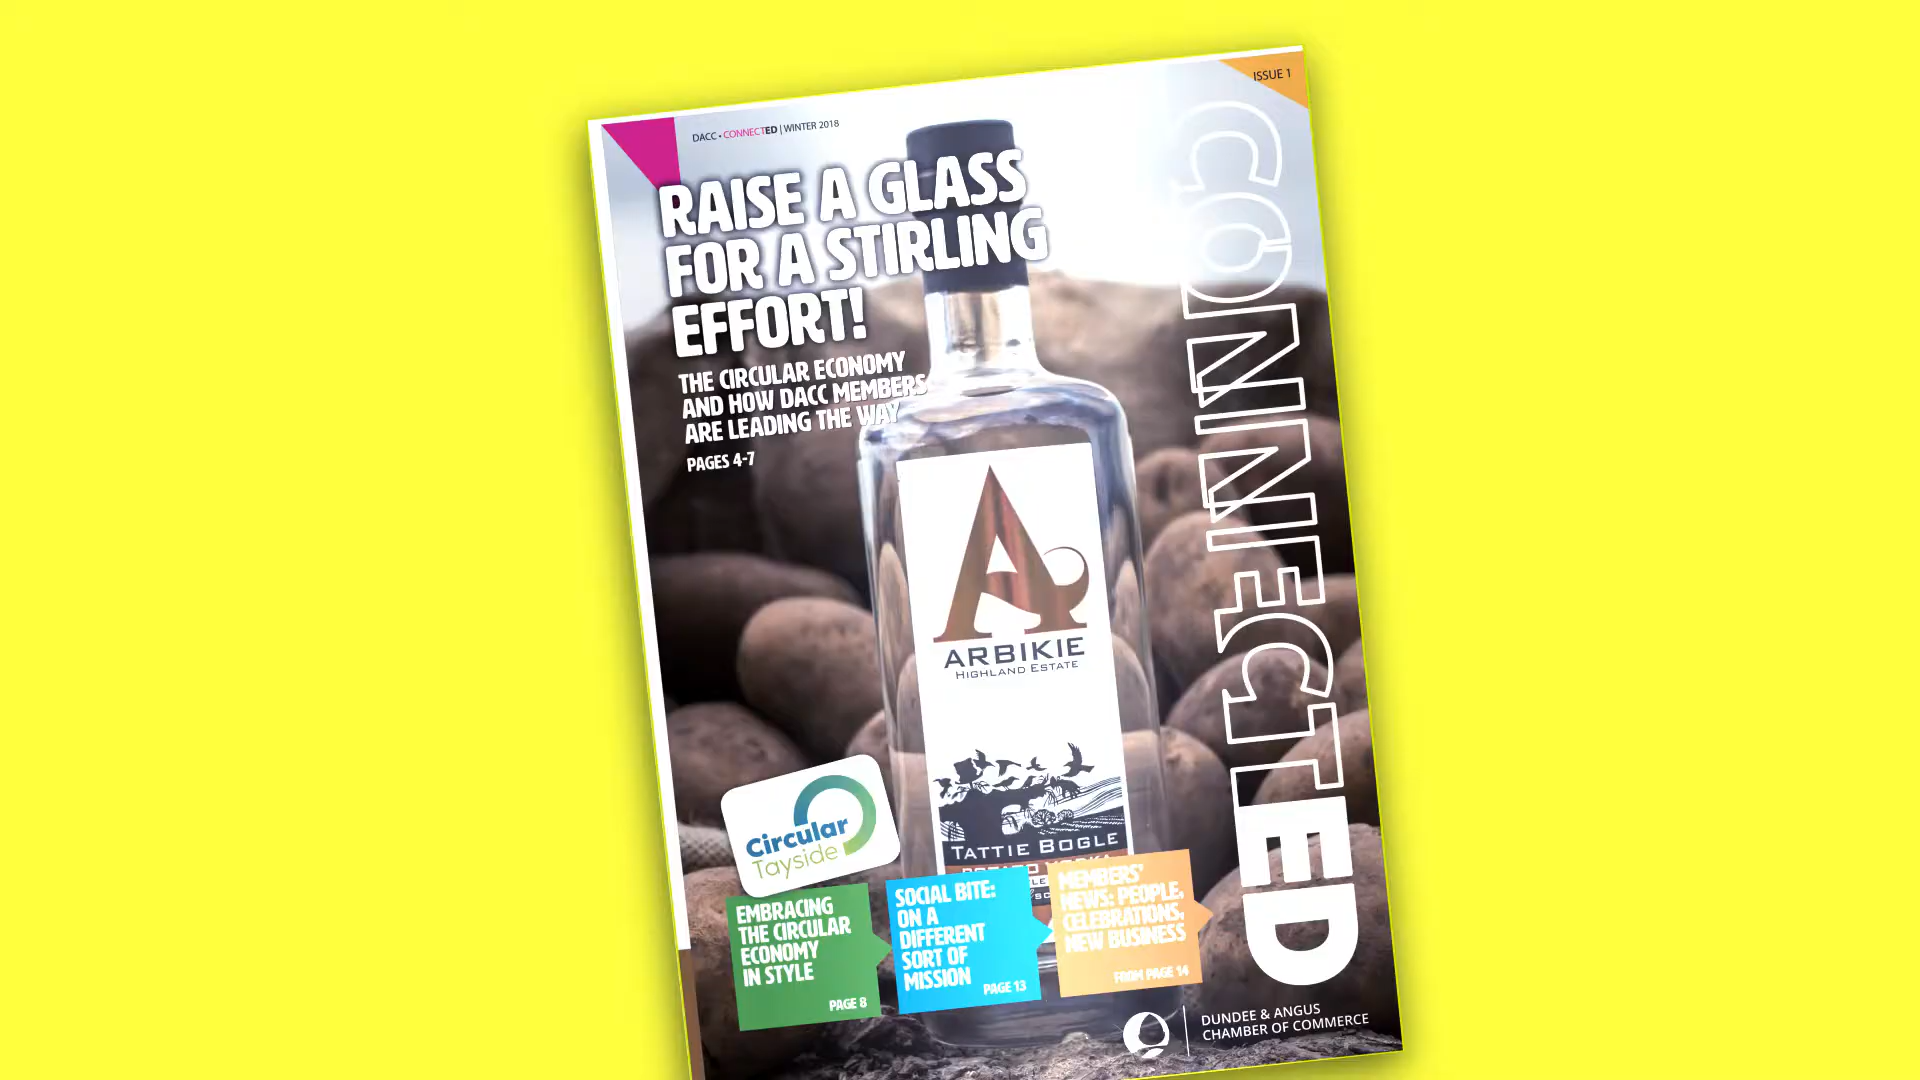 ISSUE 1
DACC • CONNECTED | WINTER 2018
RAISE A GLASS
FOR A STIRLING
EFFORT!
THE CIRCULAR ECONOMY
AND HOW DACC MEMBERS
ARE LEADING THE WAY
PAGES 4-7
CONNECTED
A
ARBIKIE
HIGHLAND ESTATE
TATTIE BOGLE
Circular
Tayside
EMBRACING
THE CIRCULAR
ECONOMY
IN STYLE
PAGE 8
SOCIAL BITE:
ON A
DIFFERENT
SORT OF
MISSION
PAGE 13
MEMBERS'
NEWS: PEOPLE,
CELEBRATIONS,
NEW BUSINESS
FROM PAGE 14
DUNDEE & ANGUS
CHAMBER OF COMMERCE